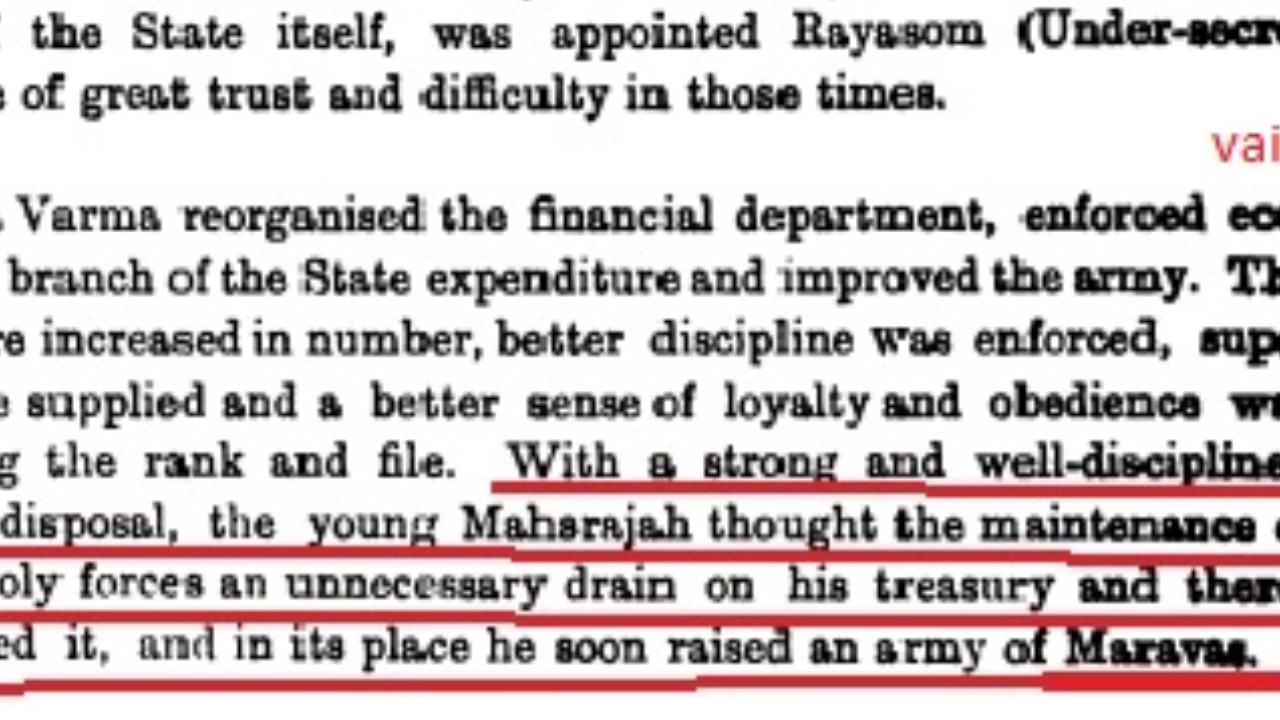 the State itself, was appointed Rayasom (Under-secre
of great trust and difficulty in those times.
vai
Varma reorganised the financial department, enforced eco
branch of the State expenditure and improved the army. Th
re increased in number, better discipline was enforced, sup
supplied and a better sense of loyalty and obedience wa
g the rank and file. With a strong and well-discipline
disposal, the young Maharajah thought the maintenance
oly forces an unnecessary drain on his treasury and ther
ed it, and in its place he soon raised an army of Maravas.